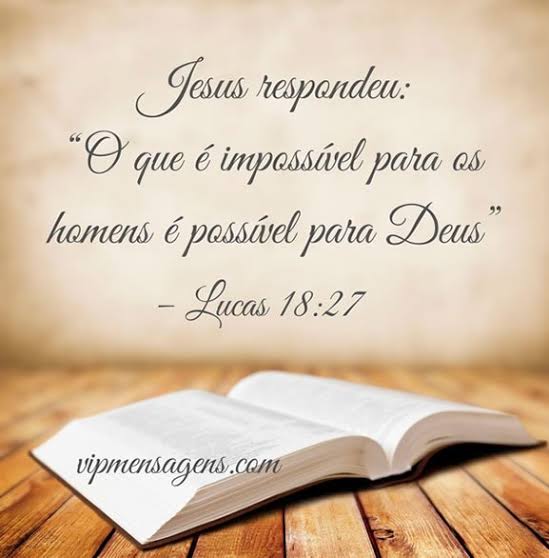 Jesus respondeu:
“O que é impossível para os
homens é possível para Deus”
– Lucas 18:27
vipmensagens.com